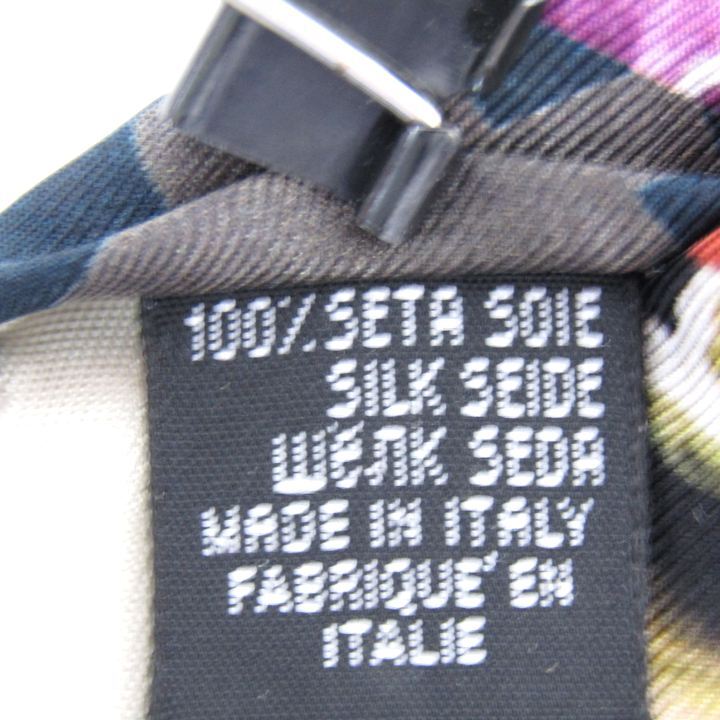 100% SETA SOIE
SILK SEIDE
ШЁЛК SEDA
MADE IN ITALY
FABRIQUE' EN
ITALIE